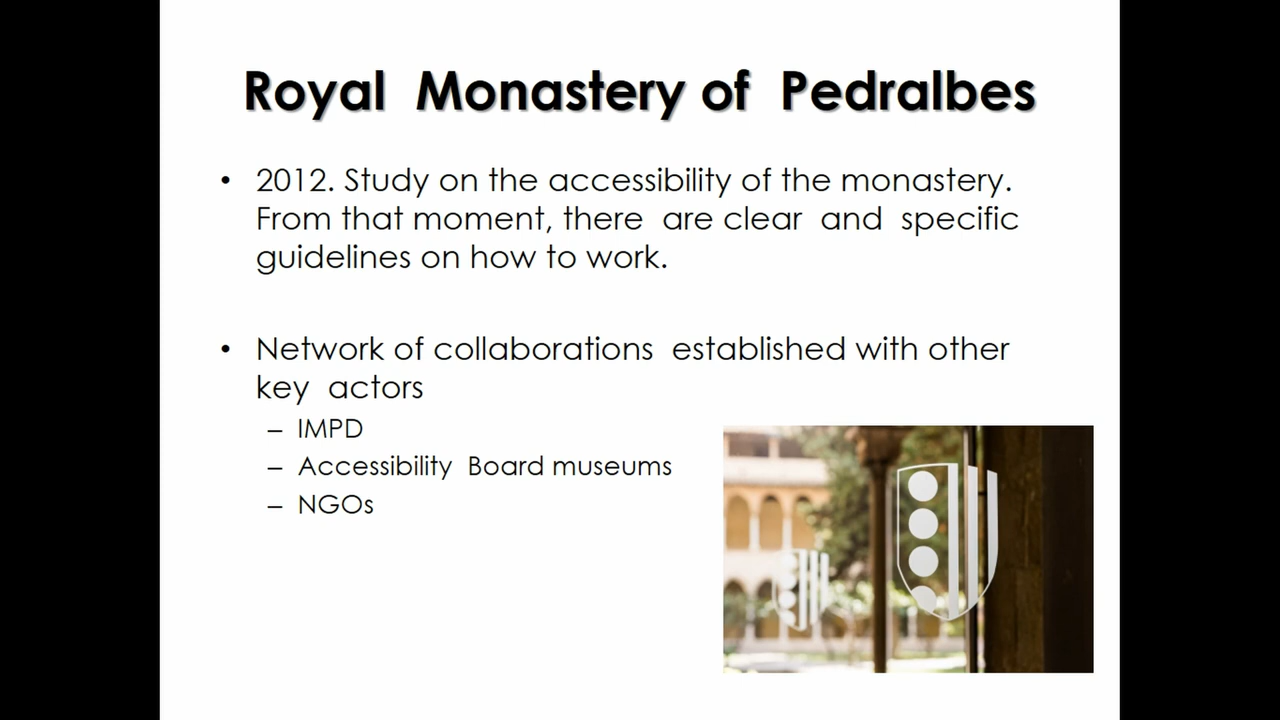 Royal Monastery of Pedralbes
• 2012. Study on the accessibility of the monastery.
From that moment, there are clear and specific
guidelines on how to work.
• Network of collaborations established with other
key actors
– IMPD
– Accessibility Board museums
– NGOs